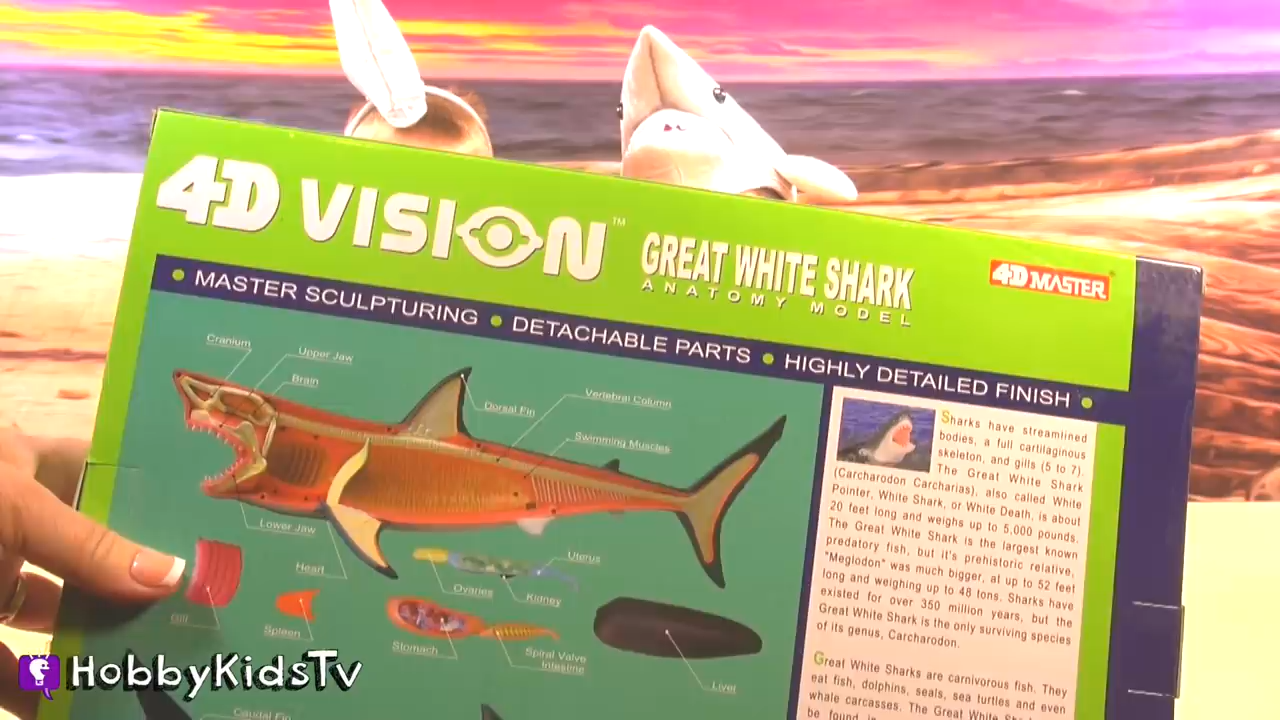 4D VISION™ GREAT WHITE SHARK
ANATOMY MODEL
4D MASTER
• MASTER SCULPTURING • DETACHABLE PARTS • HIGHLY DETAILED FINISH •
Cranium
Upper Jaw
Brain
Dorsal Fin
Vertebral Column
Swimming Muscles
Lower Jaw
Heart
Uterus
Ovaries
Kidney
Gill
Spleen
Stomach
Spiral Valve
Intestine
Liver
Caudal Fin
Sharks have streamlined
bodies, a full cartilaginous
skeleton, and gills (5 to 7).
The Great White Shark
(Carcharodon Carcharias), also called White
Pointer, White Shark, or White Death, is about
20 feet long and weighs up to 5,000 pounds.
The Great White Shark is the largest known
predatory fish, but it's prehistoric relative,
"Meglodon" was much bigger, at up to 52 feet
long and weighing up to 48 tons. Sharks have
existed for over 350 million years, but the
Great White Shark is the only surviving species
of its genus, Carcharodon.
Great White Sharks are carnivorous fish. They
eat fish, dolphins, seals, sea turtles and even
whale carcasses. The Great White
be found
HobbyKidsTv